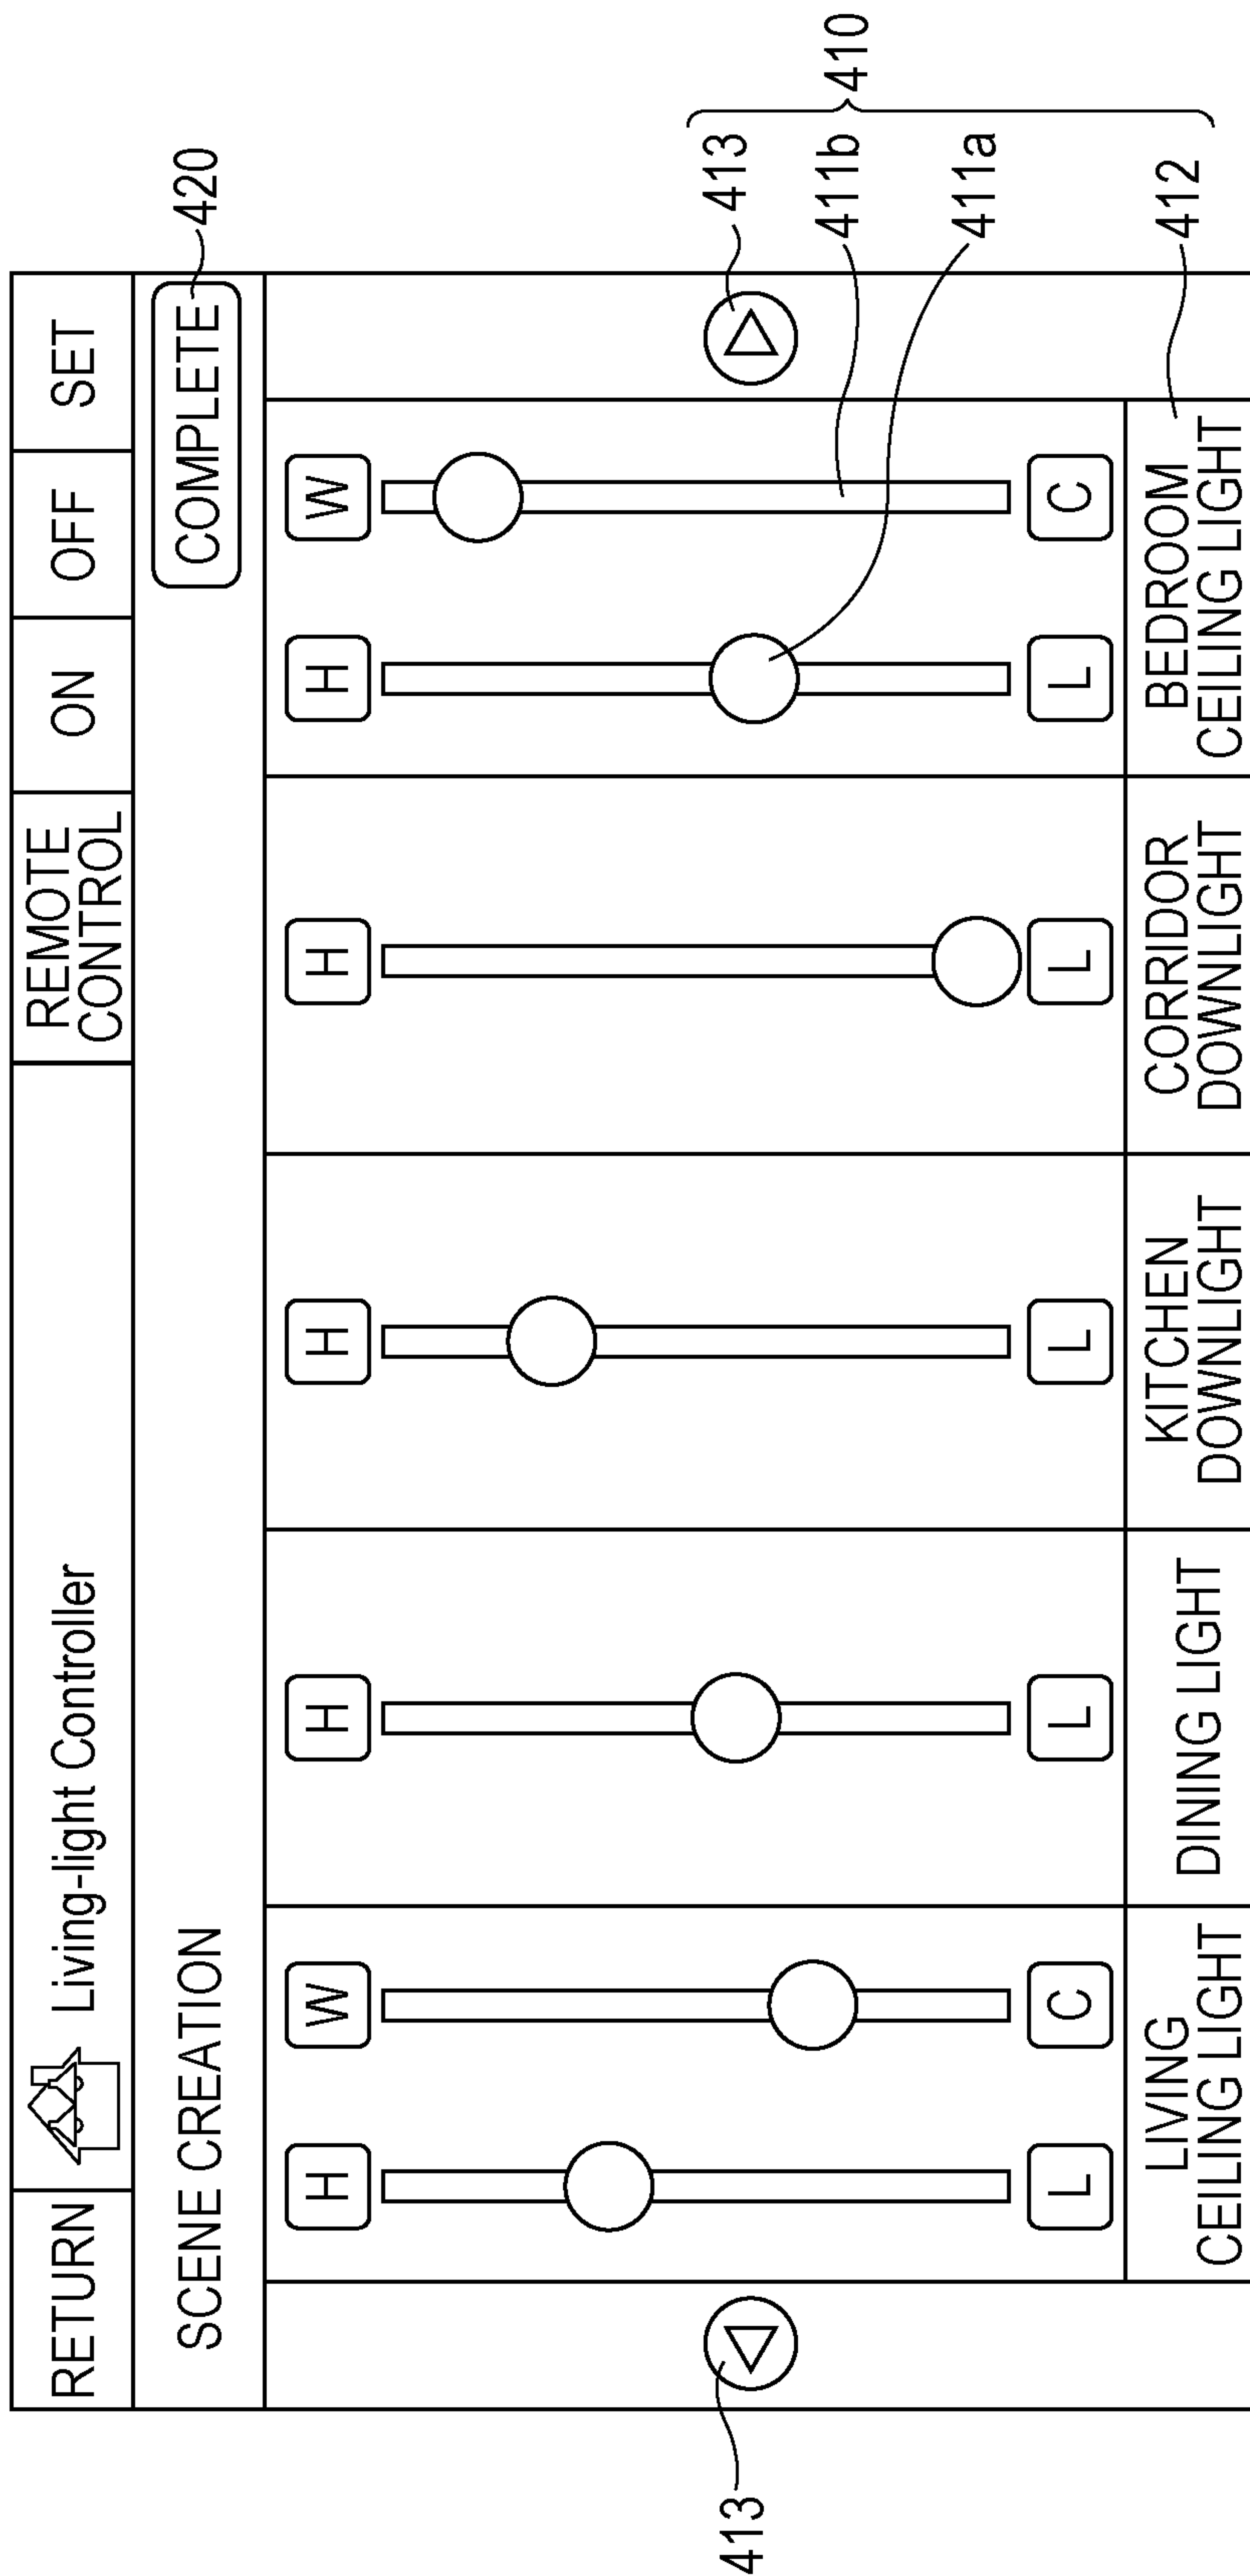 RETURN
Living-light Controller
REMOTE
CONTROL
ON
OFF
SET
SCENE CREATION
COMPLETE
420
H
W
H
H
H
H
W
413
413
410
411b
411a
L
C
L
L
L
L
C
412
LIVING
CEILING LIGHT
DINING LIGHT
KITCHEN
DOWNLIGHT
CORRIDOR
DOWNLIGHT
BEDROOM
CEILING LIGHT